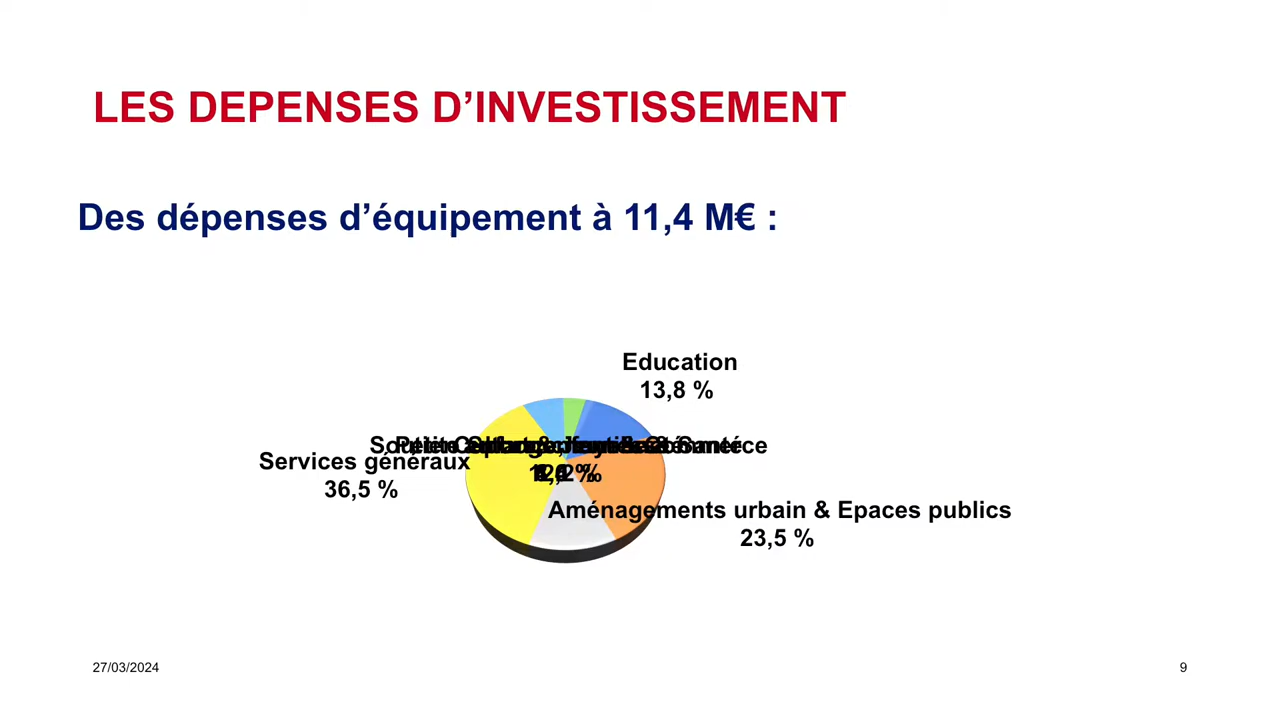 LES DEPENSES D’INVESTISSEMENT
Des dépenses d’équipement à 11,4 M€ :
Education
13,8 %
Services généraux
36,5 %
Aménagements urbain & Epaces publics
23,5 %
27/03/2024
9